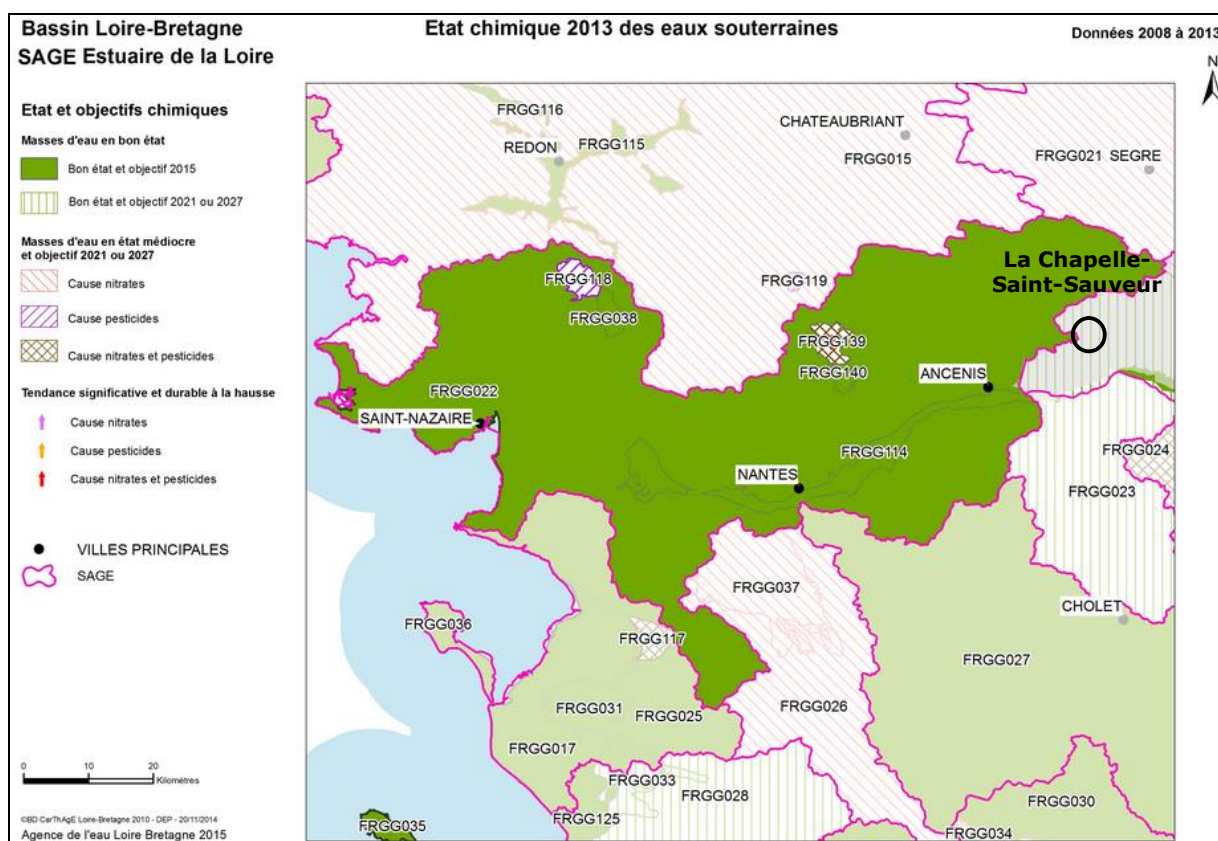 Bassin Loire-Bretagne
SAGE Estuaire de la Loire
Etat chimique 2013 des eaux souterraines
Données 2008 à 2013
N
Etat et objectifs chimiques
Masses d'eau en bon état
Bon état et objectif 2015
Bon état et objectif 2021 ou 2027
Masses d'eau en état médiocre
et objectif 2021 ou 2027
Cause nitrates
Cause pesticides
Cause nitrates et pesticides
Tendance significative et durable à la hausse
Cause nitrates
Cause pesticides
Cause nitrates et pesticides
VILLES PRINCIPALES
SAGE
0 10 20
Kilomètres
©BD CarThAgE Loire-Bretagne 2010 - DEP - 20/11/2014
Agence de l'eau Loire Bretagne 2015
FRGG116
CHATEAUBRIANT
REDON
FRGG115
FRGG015
FRGG021 SEGRE
La Chapelle-
Saint-Sauveur
FRGG118
FRGG119
FRGG038
FRGG139
FRGG140
ANCENIS
FRGG022
SAINT-NAZAIRE
FRGG114
FRGG024
NANTES
FRGG023
FRGG037
CHOLET
FRGG036
FRGG117
FRGG027
FRGG031
FRGG025
FRGG026
FRGG017
FRGG033
FRGG028
FRGG030
FRGG035
FRGG125
FRGG034